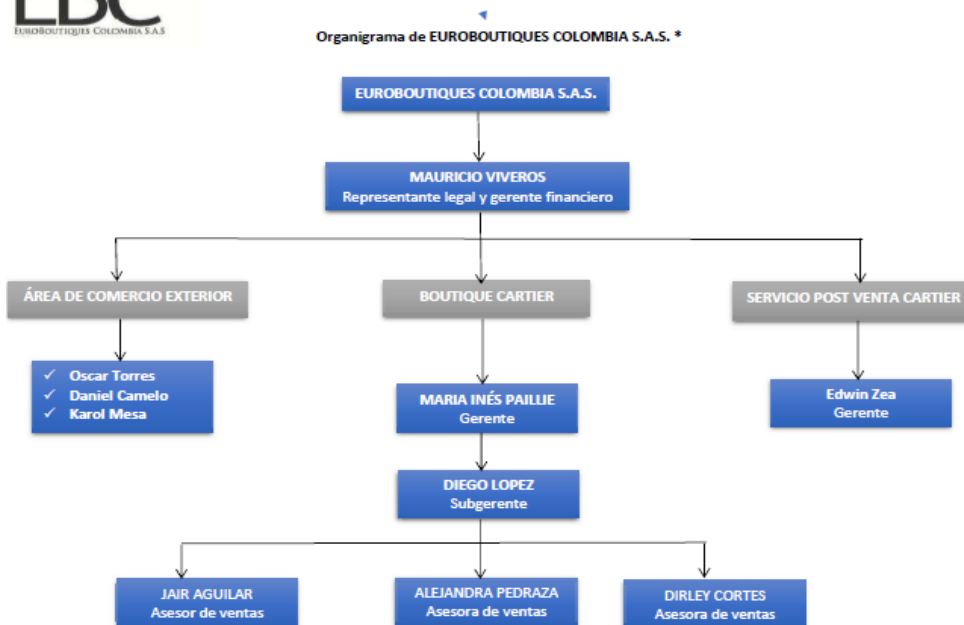 EBC
EUROBOUTIQUES COLOMBIA S.A.S
Organigrama de EUROBOUTIQUES COLOMBIA S.A.S. *
EUROBOUTIQUES COLOMBIA S.A.S.
MAURICIO VIVEROS
Representante legal y gerente financiero
ÁREA DE COMERCIO EXTERIOR
BOUTIQUE CARTIER
SERVICIO POST VENTA CARTIER
✓ Oscar Torres
✓ Daniel Camelo
✓ Karol Mesa
MARIA INÉS PAILLIE
Gerente
Edwin Zea
Gerente
DIEGO LOPEZ
Subgerente
JAIR AGUILAR
Asesor de ventas
ALEJANDRA PEDRAZA
Asesora de ventas
DIRLEY CORTES
Asesora de ventas